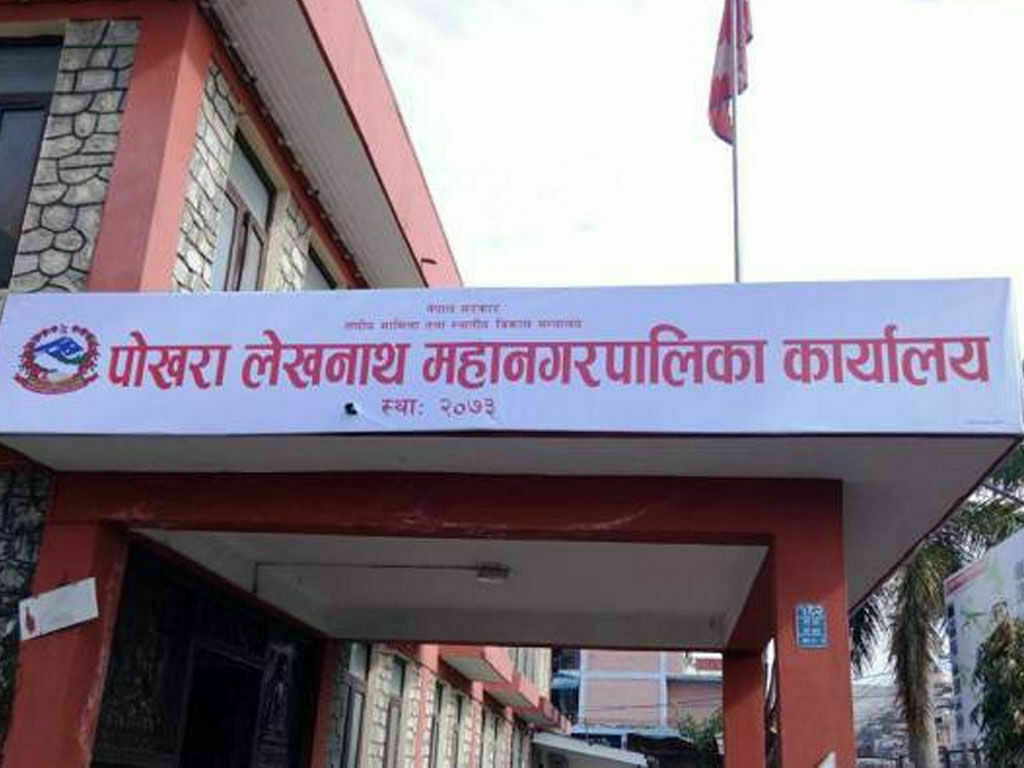 नेपाल सरकार
संघीय मामिला तथा स्थानीय विकास मन्त्रालय
पोखरा लेखनाथ महानगरपालिका कार्यालय
स्था: २०७३